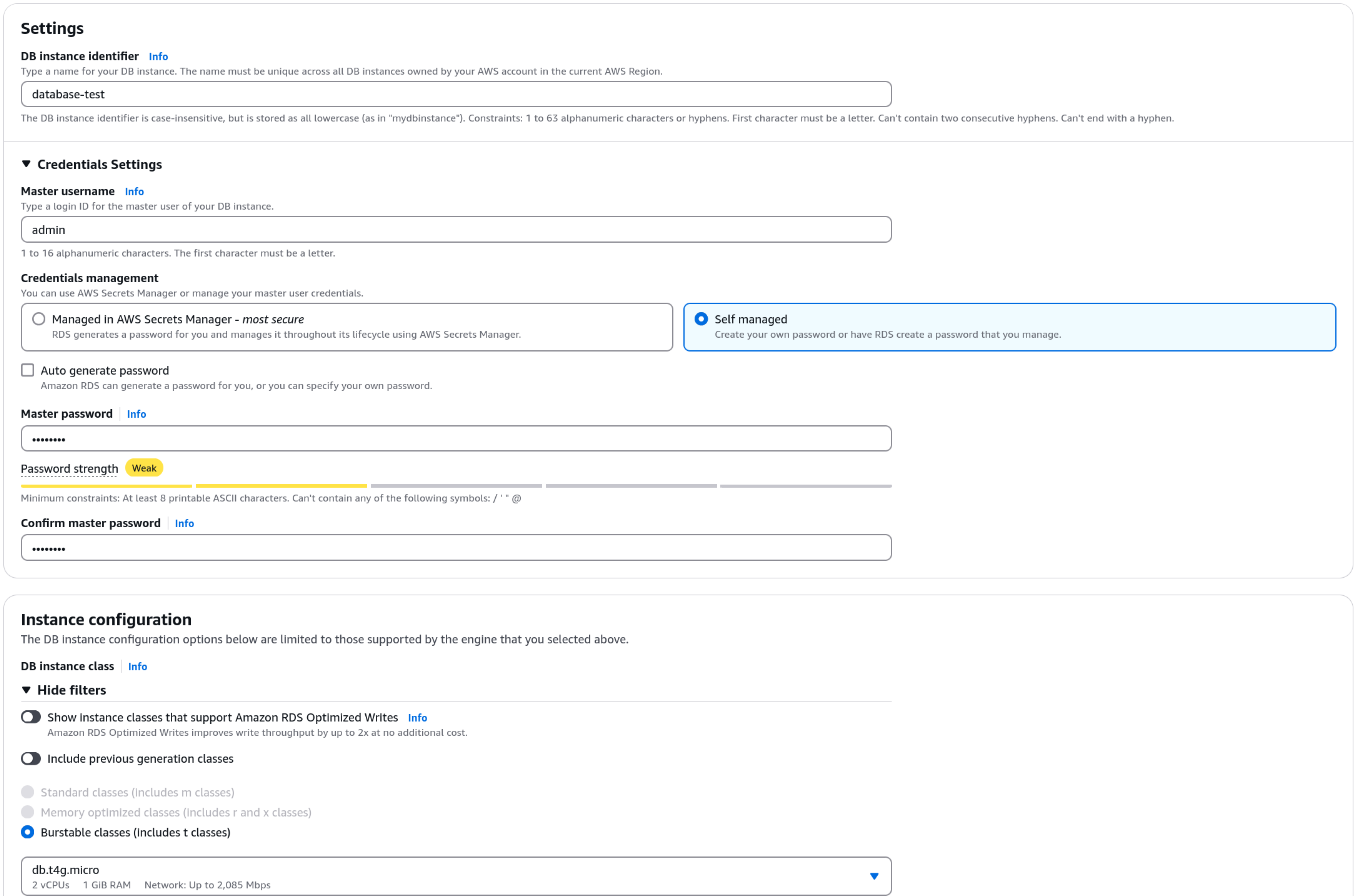 Settings
DB instance identifier Info
Type a name for your DB instance. The name must be unique across all DB instances owned by your AWS account in the current AWS Region.
database-test
The DB instance identifier is case-insensitive, but is stored as all lowercase (as in "mydbinstance"). Constraints: 1 to 63 alphanumeric characters or hyphens. First character must be a letter. Can't contain two consecutive hyphens. Can't end with a hyphen.
Credentials Settings
Master username Info
Type a login ID for the master user of your DB instance.
admin
1 to 16 alphanumeric characters. The first character must be a letter.
Credentials management
You can use AWS Secrets Manager or manage your master user credentials.
Managed in AWS Secrets Manager - most secure
RDS generates a password for you and manages it throughout its lifecycle using AWS Secrets Manager.
Self managed
Create your own password or have RDS create a password that you manage.
Auto generate password
Amazon RDS can generate a password for you, or you can specify your own password.
Master password Info
••••••••
Password strength Weak
Minimum constraints: At least 8 printable ASCII characters. Can't contain any of the following symbols: / ' " @
Confirm master password Info
••••••••
Instance configuration
The DB instance configuration options below are limited to those supported by the engine that you selected above.
DB instance class Info
Hide filters
Show instance classes that support Amazon RDS Optimized Writes Info
Amazon RDS Optimized Writes improves write throughput by up to 2x at no additional cost.
Include previous generation classes
Standard classes (includes m classes)
Memory optimized classes (includes r and x classes)
Burstable classes (includes t classes)
db.t4g.micro
2 vCPUs 1 GiB RAM Network: Up to 2,085 Mbps